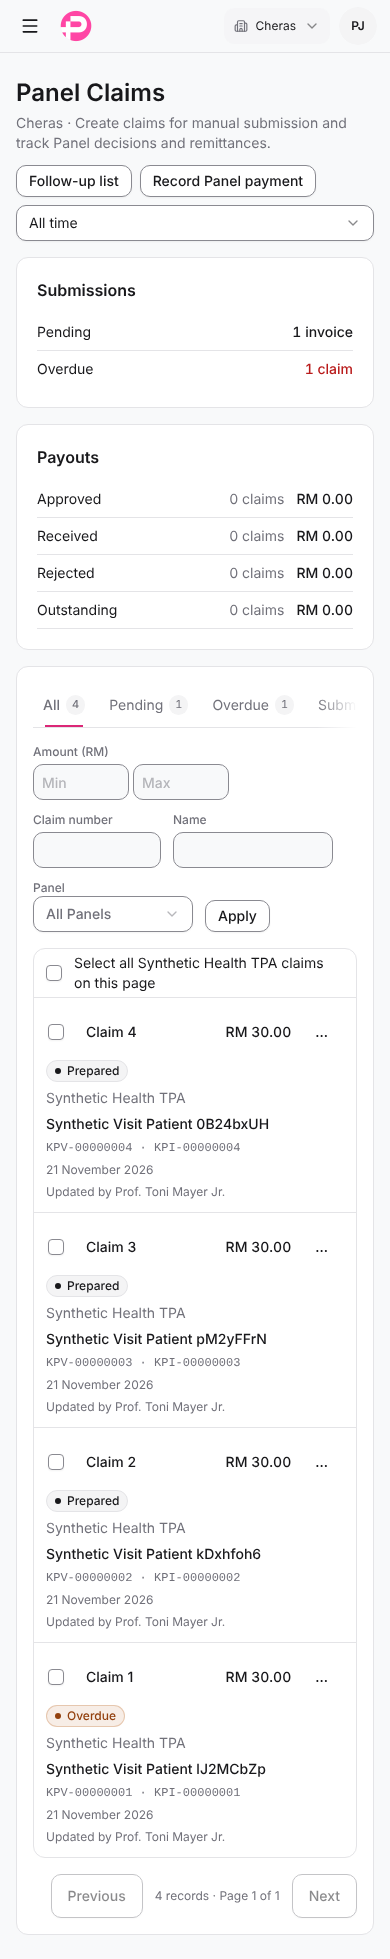 Cheras
PJ
Panel Claims
Cheras · Create claims for manual submission and
track Panel decisions and remittances.
Follow-up list
Record Panel payment
All time
Submissions
Pending 1 invoice
Overdue 1 claim
Payouts
Approved 0 claims RM 0.00
Received 0 claims RM 0.00
Rejected 0 claims RM 0.00
Outstanding 0 claims RM 0.00
All 4 Pending 1 Overdue 1 Subm
Amount (RM)
Min Max
Claim number Name
Panel
All Panels Apply
Select all Synthetic Health TPA claims
on this page
Claim 4 RM 30.00 ...
Prepared
Synthetic Health TPA
Synthetic Visit Patient 0B24bxUH
KPV-00000004 · KPI-00000004
21 November 2026
Updated by Prof. Toni Mayer Jr.
Claim 3 RM 30.00 ...
Prepared
Synthetic Health TPA
Synthetic Visit Patient pM2yFFrN
KPV-00000003 · KPI-00000003
21 November 2026
Updated by Prof. Toni Mayer Jr.
Claim 2 RM 30.00 ...
Prepared
Synthetic Health TPA
Synthetic Visit Patient kDxhfoh6
KPV-00000002 · KPI-00000002
21 November 2026
Updated by Prof. Toni Mayer Jr.
Claim 1 RM 30.00 ...
Overdue
Synthetic Health TPA
Synthetic Visit Patient IJ2MCbZp
KPV-00000001 · KPI-00000001
21 November 2026
Updated by Prof. Toni Mayer Jr.
Previous 4 records · Page 1 of 1 Next